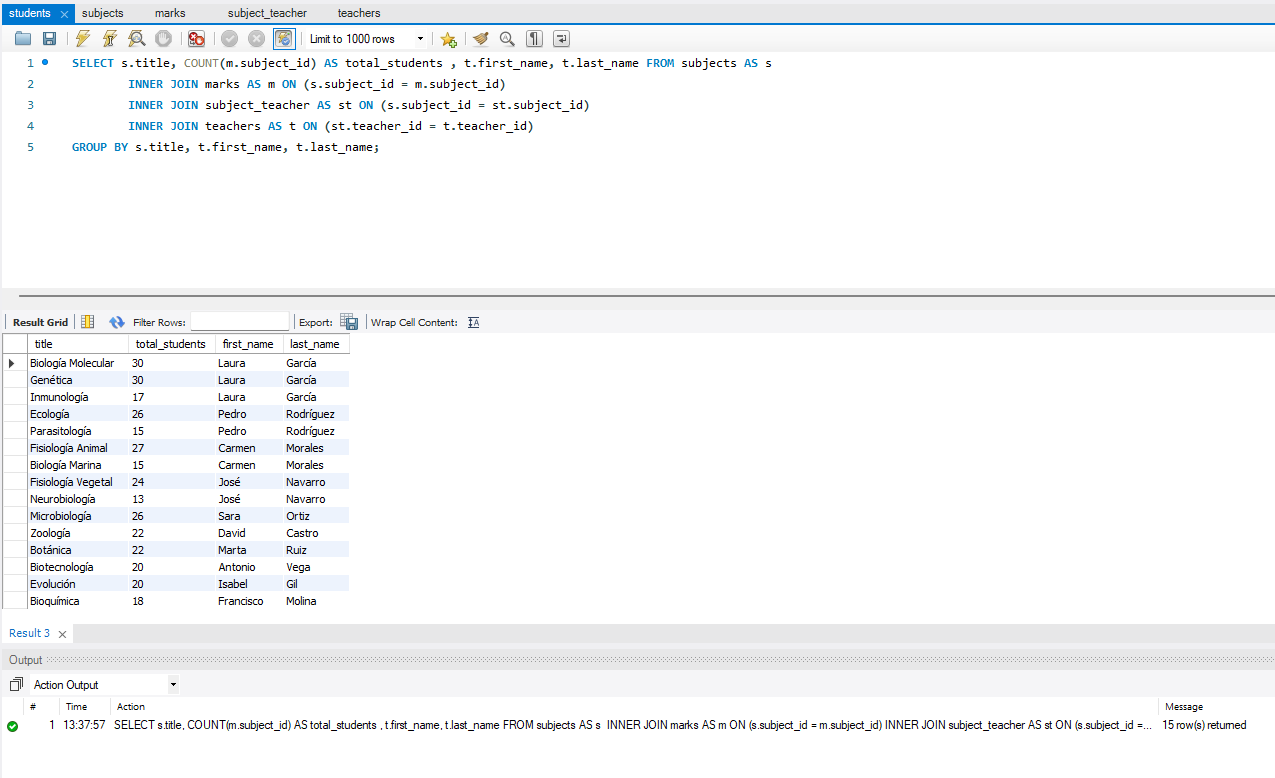 students subjects marks subject_teacher teachers
Limit to 1000 rows
1 SELECT s.title, COUNT(m.subject_id) AS total_students , t.first_name, t.last_name FROM subjects AS s
2 INNER JOIN marks AS m ON (s.subject_id = m.subject_id)
3 INNER JOIN subject_teacher AS st ON (s.subject_id = st.subject_id)
4 INNER JOIN teachers AS t ON (st.teacher_id = t.teacher_id)
5 GROUP BY s.title, t.first_name, t.last_name;
Result Grid Filter Rows: Export: Wrap Cell Content:
title total_students first_name last_name
Biología Molecular 30 Laura García
Genética 30 Laura García
Inmunología 17 Laura García
Ecología 26 Pedro Rodríguez
Parasitología 15 Pedro Rodríguez
Fisiología Animal 27 Carmen Morales
Biología Marina 15 Carmen Morales
Fisiología Vegetal 24 José Navarro
Neurobiología 13 José Navarro
Microbiología 26 Sara Ortiz
Zoología 22 David Castro
Botánica 22 Marta Ruiz
Biotecnología 20 Antonio Vega
Evolución 20 Isabel Gil
Bioquímica 18 Francisco Molina
Result 3
Output
Action Output
# Time Action Message
1 13:37:57 SELECT s.title, COUNT(m.subject_id) AS total_students , t.first_name, t.last_name FROM subjects AS s INNER JOIN marks AS m ON (s.subject_id = m.subject_id) INNER JOIN subject_teacher AS st ON (s.subject_id =... 15 row(s) returned